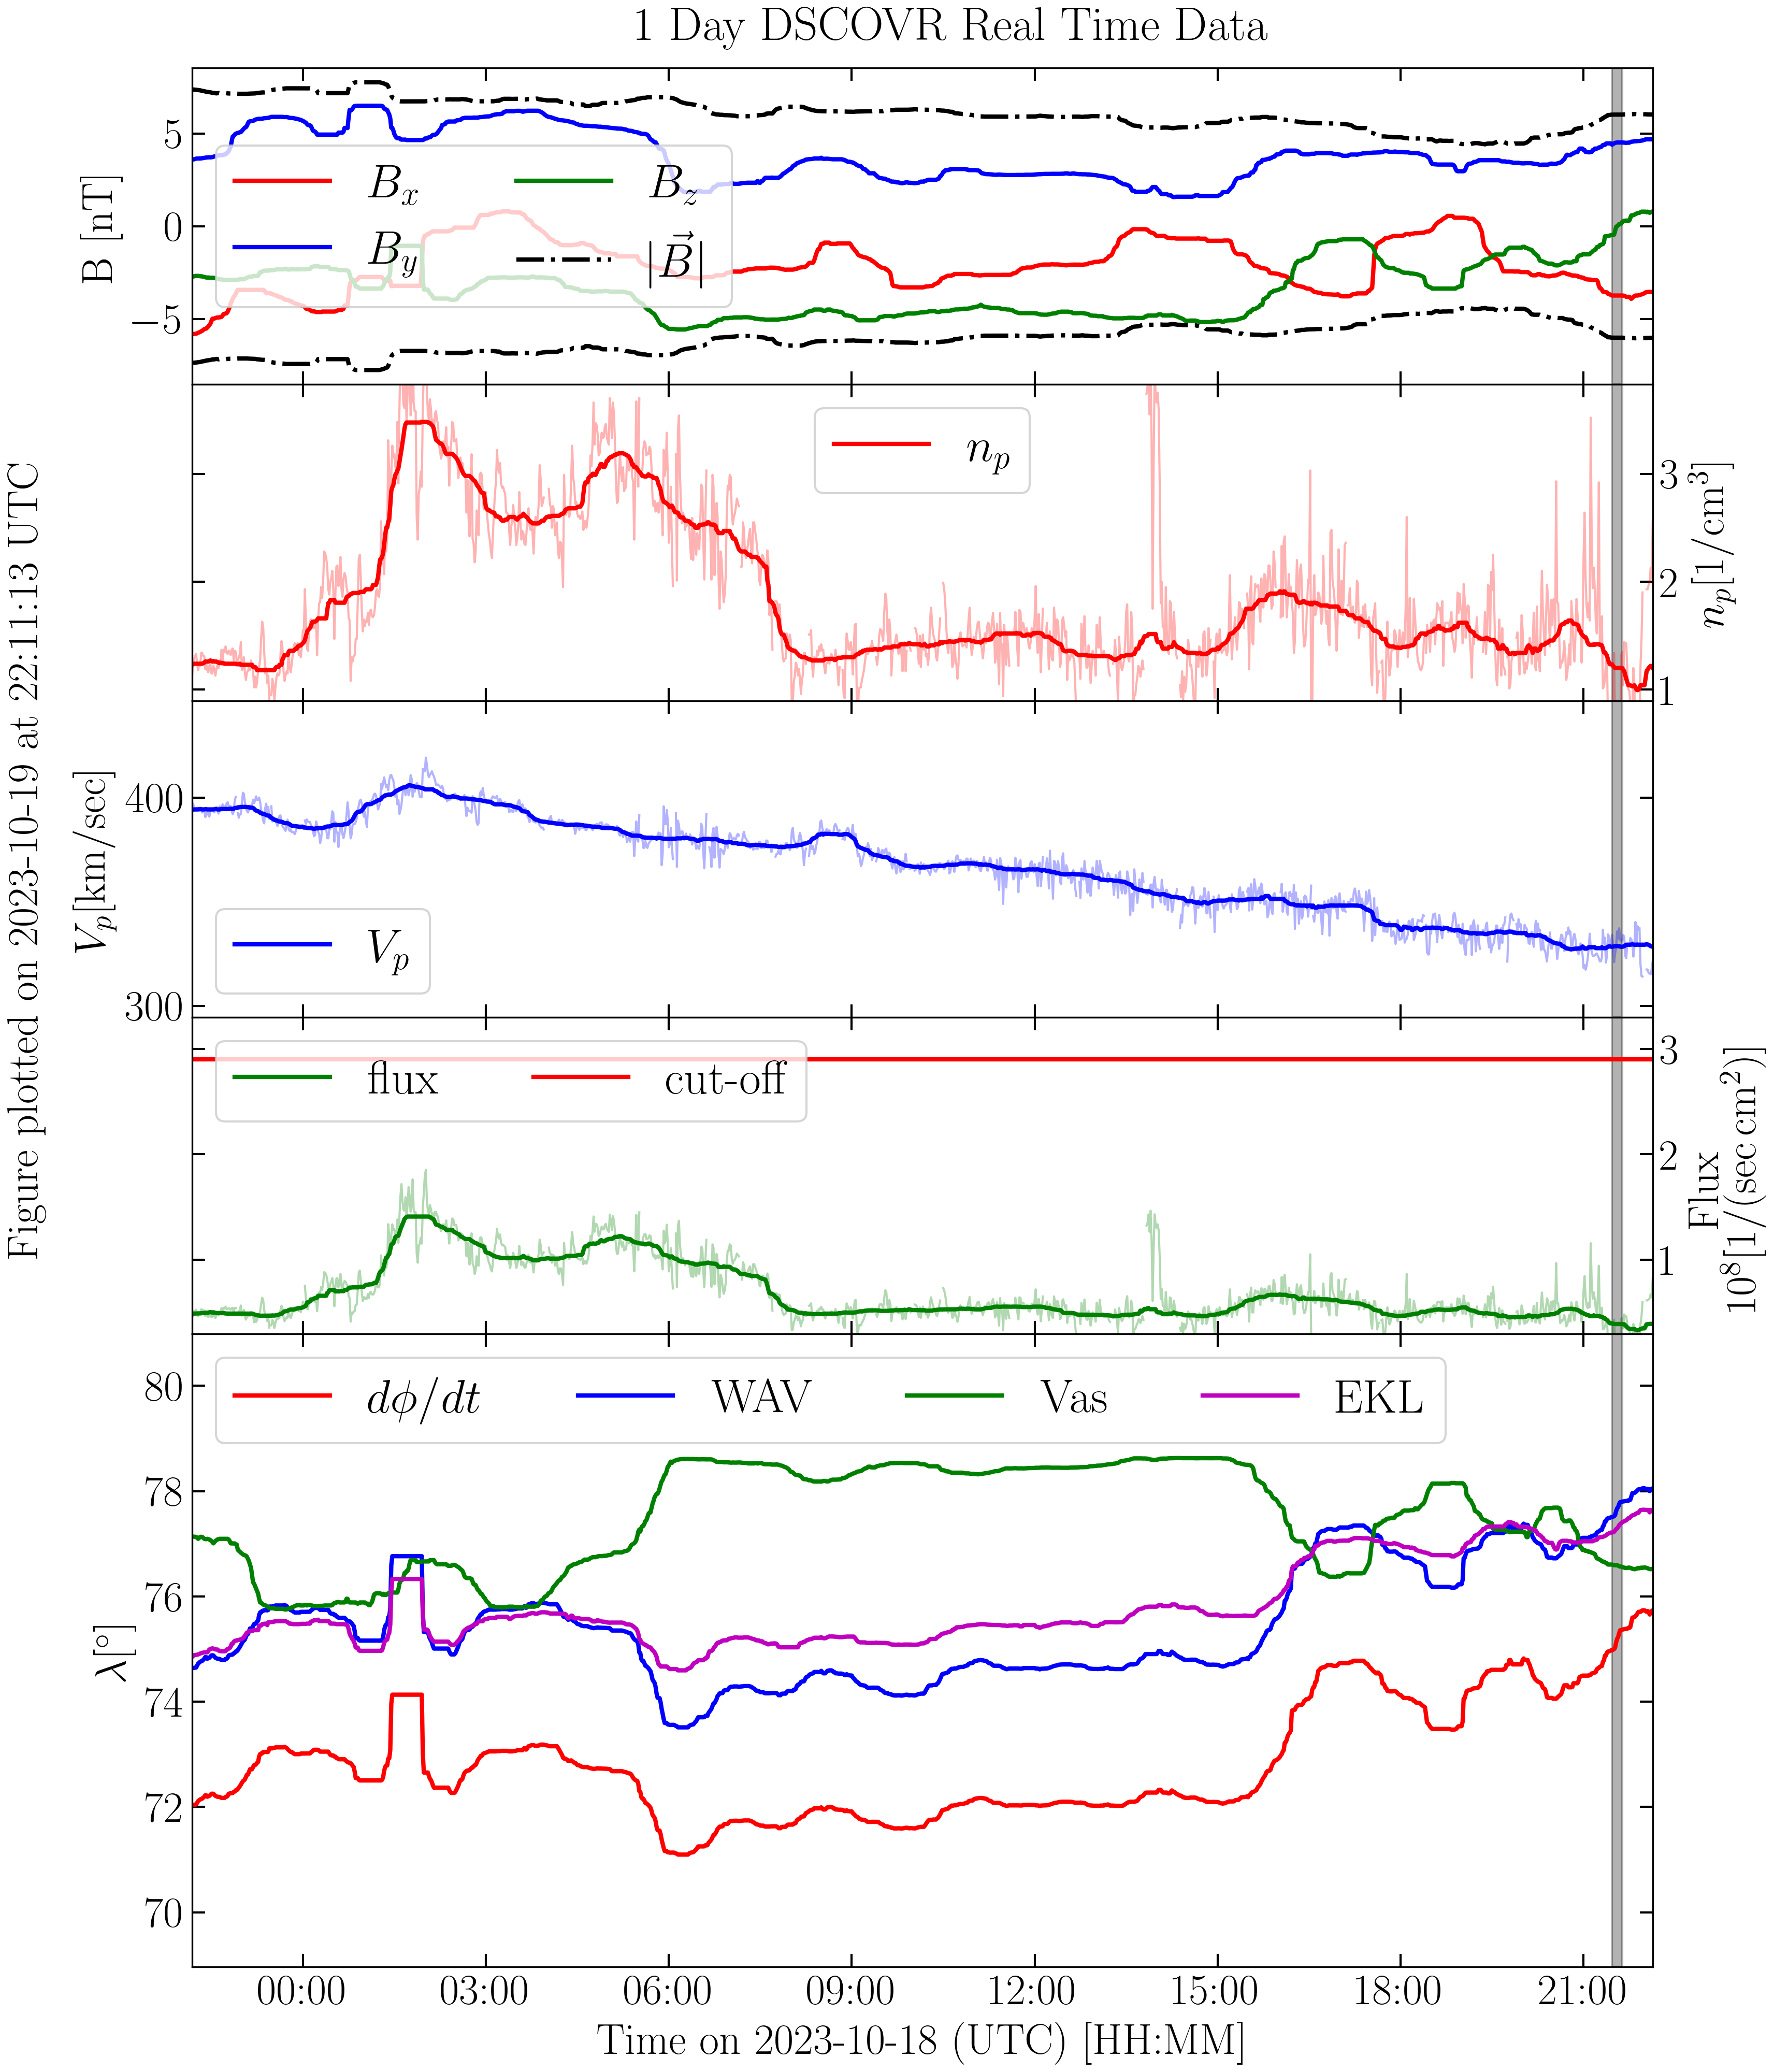 1 Day DSCOVR Real Time Data
Figure plotted on 2023-10-19 at 22:11:13 UTC
B [nT]
5
0
−5
B_x
B_y
B_z
|B⃗|
n_p
3
2
1
n_p[1/cm³]
V_p[km/sec]
400
300
V_p
flux
cut-off
3
2
1
Flux
10⁸[1/(sec cm²)]
λ[°]
80
78
76
74
72
70
dϕ/dt
WAV
Vas
EKL
00:00 03:00 06:00 09:00 12:00 15:00 18:00 21:00
Time on 2023-10-18 (UTC) [HH:MM]